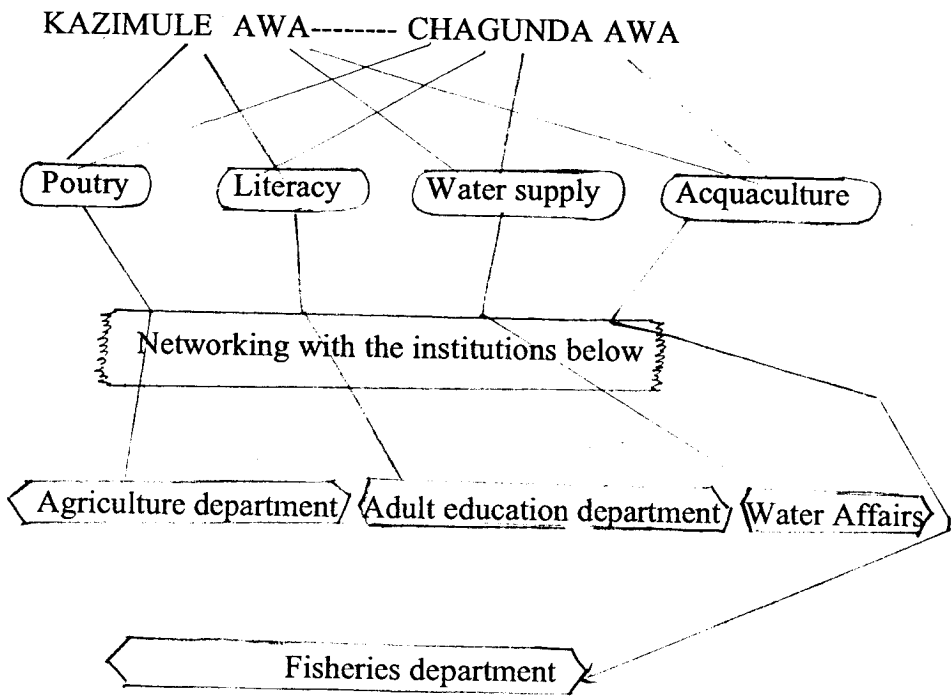 KAZIMULE AWA-------- CHAGUNDA AWA
Poutry Literacy Water supply Acquaculture
Networking with the institutions below
Agriculture department Adult education department Water Affairs
Fisheries department